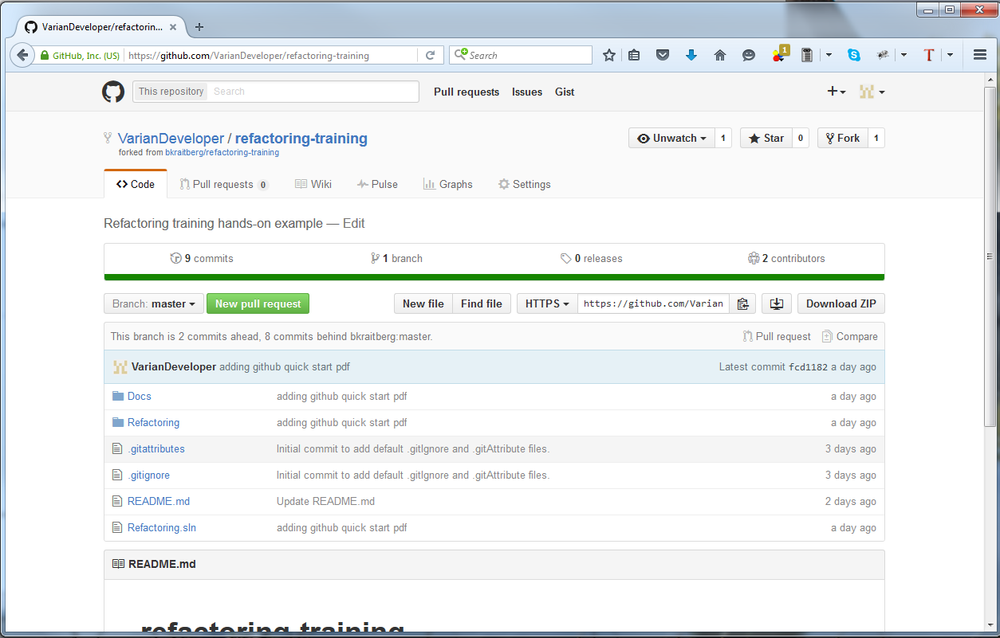 VarianDeveloper/refactorin...
GitHub, Inc. (US) https://github.com/VarianDeveloper/refactoring-training Search 1 T
This repository Search Pull requests Issues Gist
VarianDeveloper / refactoring-training Unwatch 1 Star 0 Fork 1
forked from bkraitberg/refactoring-training
Code Pull requests 0 Wiki Pulse Graphs Settings
Refactoring training hands-on example — Edit
9 commits 1 branch 0 releases 2 contributors
Branch: master New pull request New file Find file HTTPS https://github.com/Varian Download ZIP
This branch is 2 commits ahead, 8 commits behind bkraitberg:master. Pull request Compare
VarianDeveloper adding github quick start pdf Latest commit fcd1182 a day ago
Docs adding github quick start pdf a day ago
Refactoring adding github quick start pdf a day ago
.gitattributes Initial commit to add default .gitIgnore and .gitAttribute files. 3 days ago
.gitignore Initial commit to add default .gitIgnore and .gitAttribute files. 3 days ago
README.md Update README.md 2 days ago
Refactoring.sln adding github quick start pdf a day ago
README.md
refactoring-training